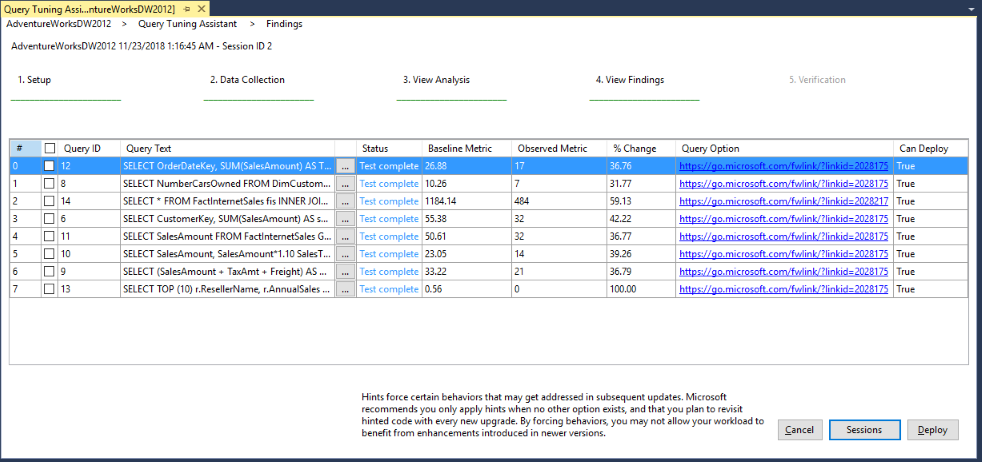 Query Tuning Assi...ntureWorksDW2012]
AdventureWorksDW2012 > Query Tuning Assistant > Findings
AdventureWorksDW2012 11/23/2018 1:16:45 AM - Session ID 2
1. Setup 2. Data Collection 3. View Analysis 4. View Findings 5. Verification
# Query ID Query Text Status Baseline Metric Observed Metric % Change Query Option Can Deploy
0 12 SELECT OrderDateKey, SUM(SalesAmount) AS T... ... Test complete 26.88 17 36.76 https://go.microsoft.com/fwlink/?linkid=2028175 True
1 8 SELECT NumberCarsOwned FROM DimCustom... ... Test complete 10.26 7 31.77 https://go.microsoft.com/fwlink/?linkid=2028175 True
2 14 SELECT * FROM FactInternetSales fis INNER JOI... ... Test complete 1184.14 484 59.13 https://go.microsoft.com/fwlink/?linkid=2028217 True
3 6 SELECT CustomerKey, SUM(SalesAmount) AS s... ... Test complete 55.38 32 42.22 https://go.microsoft.com/fwlink/?linkid=2028175 True
4 11 SELECT SalesAmount FROM FactInternetSales G... ... Test complete 50.61 32 36.77 https://go.microsoft.com/fwlink/?linkid=2028175 True
5 10 SELECT SalesAmount, SalesAmount*1.10 SalesT... ... Test complete 23.05 14 39.26 https://go.microsoft.com/fwlink/?linkid=2028175 True
6 9 SELECT (SalesAmount + TaxAmt + Freight) AS ... ... Test complete 33.22 21 36.79 https://go.microsoft.com/fwlink/?linkid=2028175 True
7 13 SELECT TOP (10) r.ResellerName, r.AnnualSales ... ... Test complete 0.56 0 100.00 https://go.microsoft.com/fwlink/?linkid=2028175 True
Hints force certain behaviors that may get addressed in subsequent updates. Microsoft
recommends you only apply hints when no other option exists, and that you plan to revisit
hinted code with every new upgrade. By forcing behaviors, you may not allow your workload to
benefit from enhancements introduced in newer versions.
Cancel Sessions Deploy